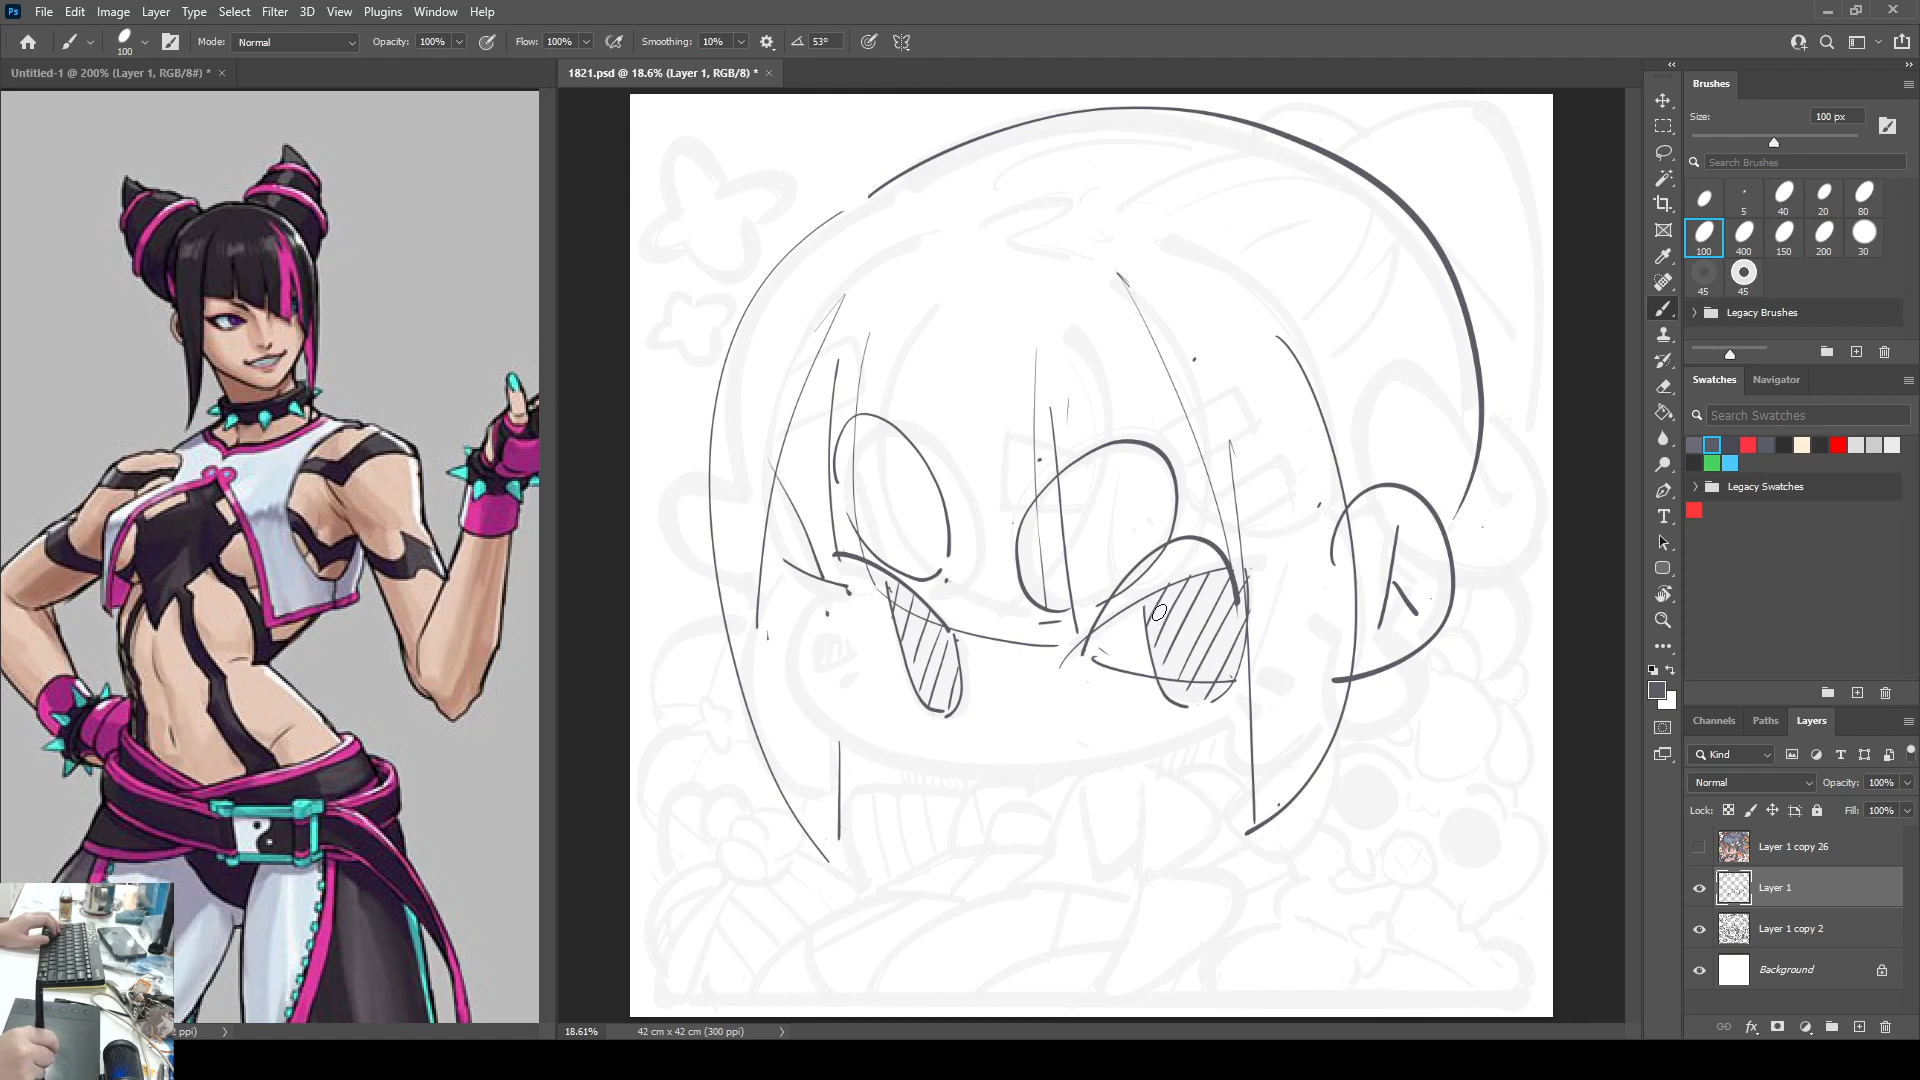 Ps File Edit Image Layer Type Select Filter 3D View Plugins Window Help
100 Mode: Normal Opacity: 100% Flow: 100% Smoothing: 10% 53°
Untitled-1 @ 200% (Layer 1, RGB/8#) * ×
1821.psd @ 18.6% (Layer 1, RGB/8) * ×
Brushes
Size: 100 px
Search Brushes
5 40 20 80
100 400 150 200 30
45 45
Legacy Brushes
Swatches Navigator
Search Swatches
Legacy Swatches
Channels Paths Layers
Kind
Normal Opacity: 100%
Lock: Fill: 100%
Layer 1 copy 26
Layer 1
Layer 1 copy 2
Background
ppi)
18.61% 42 cm x 42 cm (300 ppi)